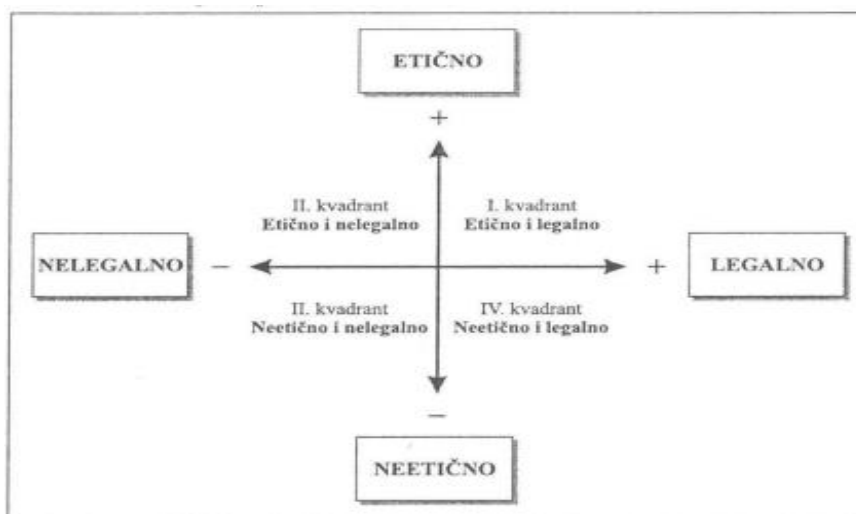 ETIČNO
+
II. kvadrant
Etično i nelegalno
I. kvadrant
Etično i legalno
NELEGALNO
–
+
LEGALNO
II. kvadrant
Neetično i nelegalno
IV. kvadrant
Neetično i legalno
–
NEETIČNO